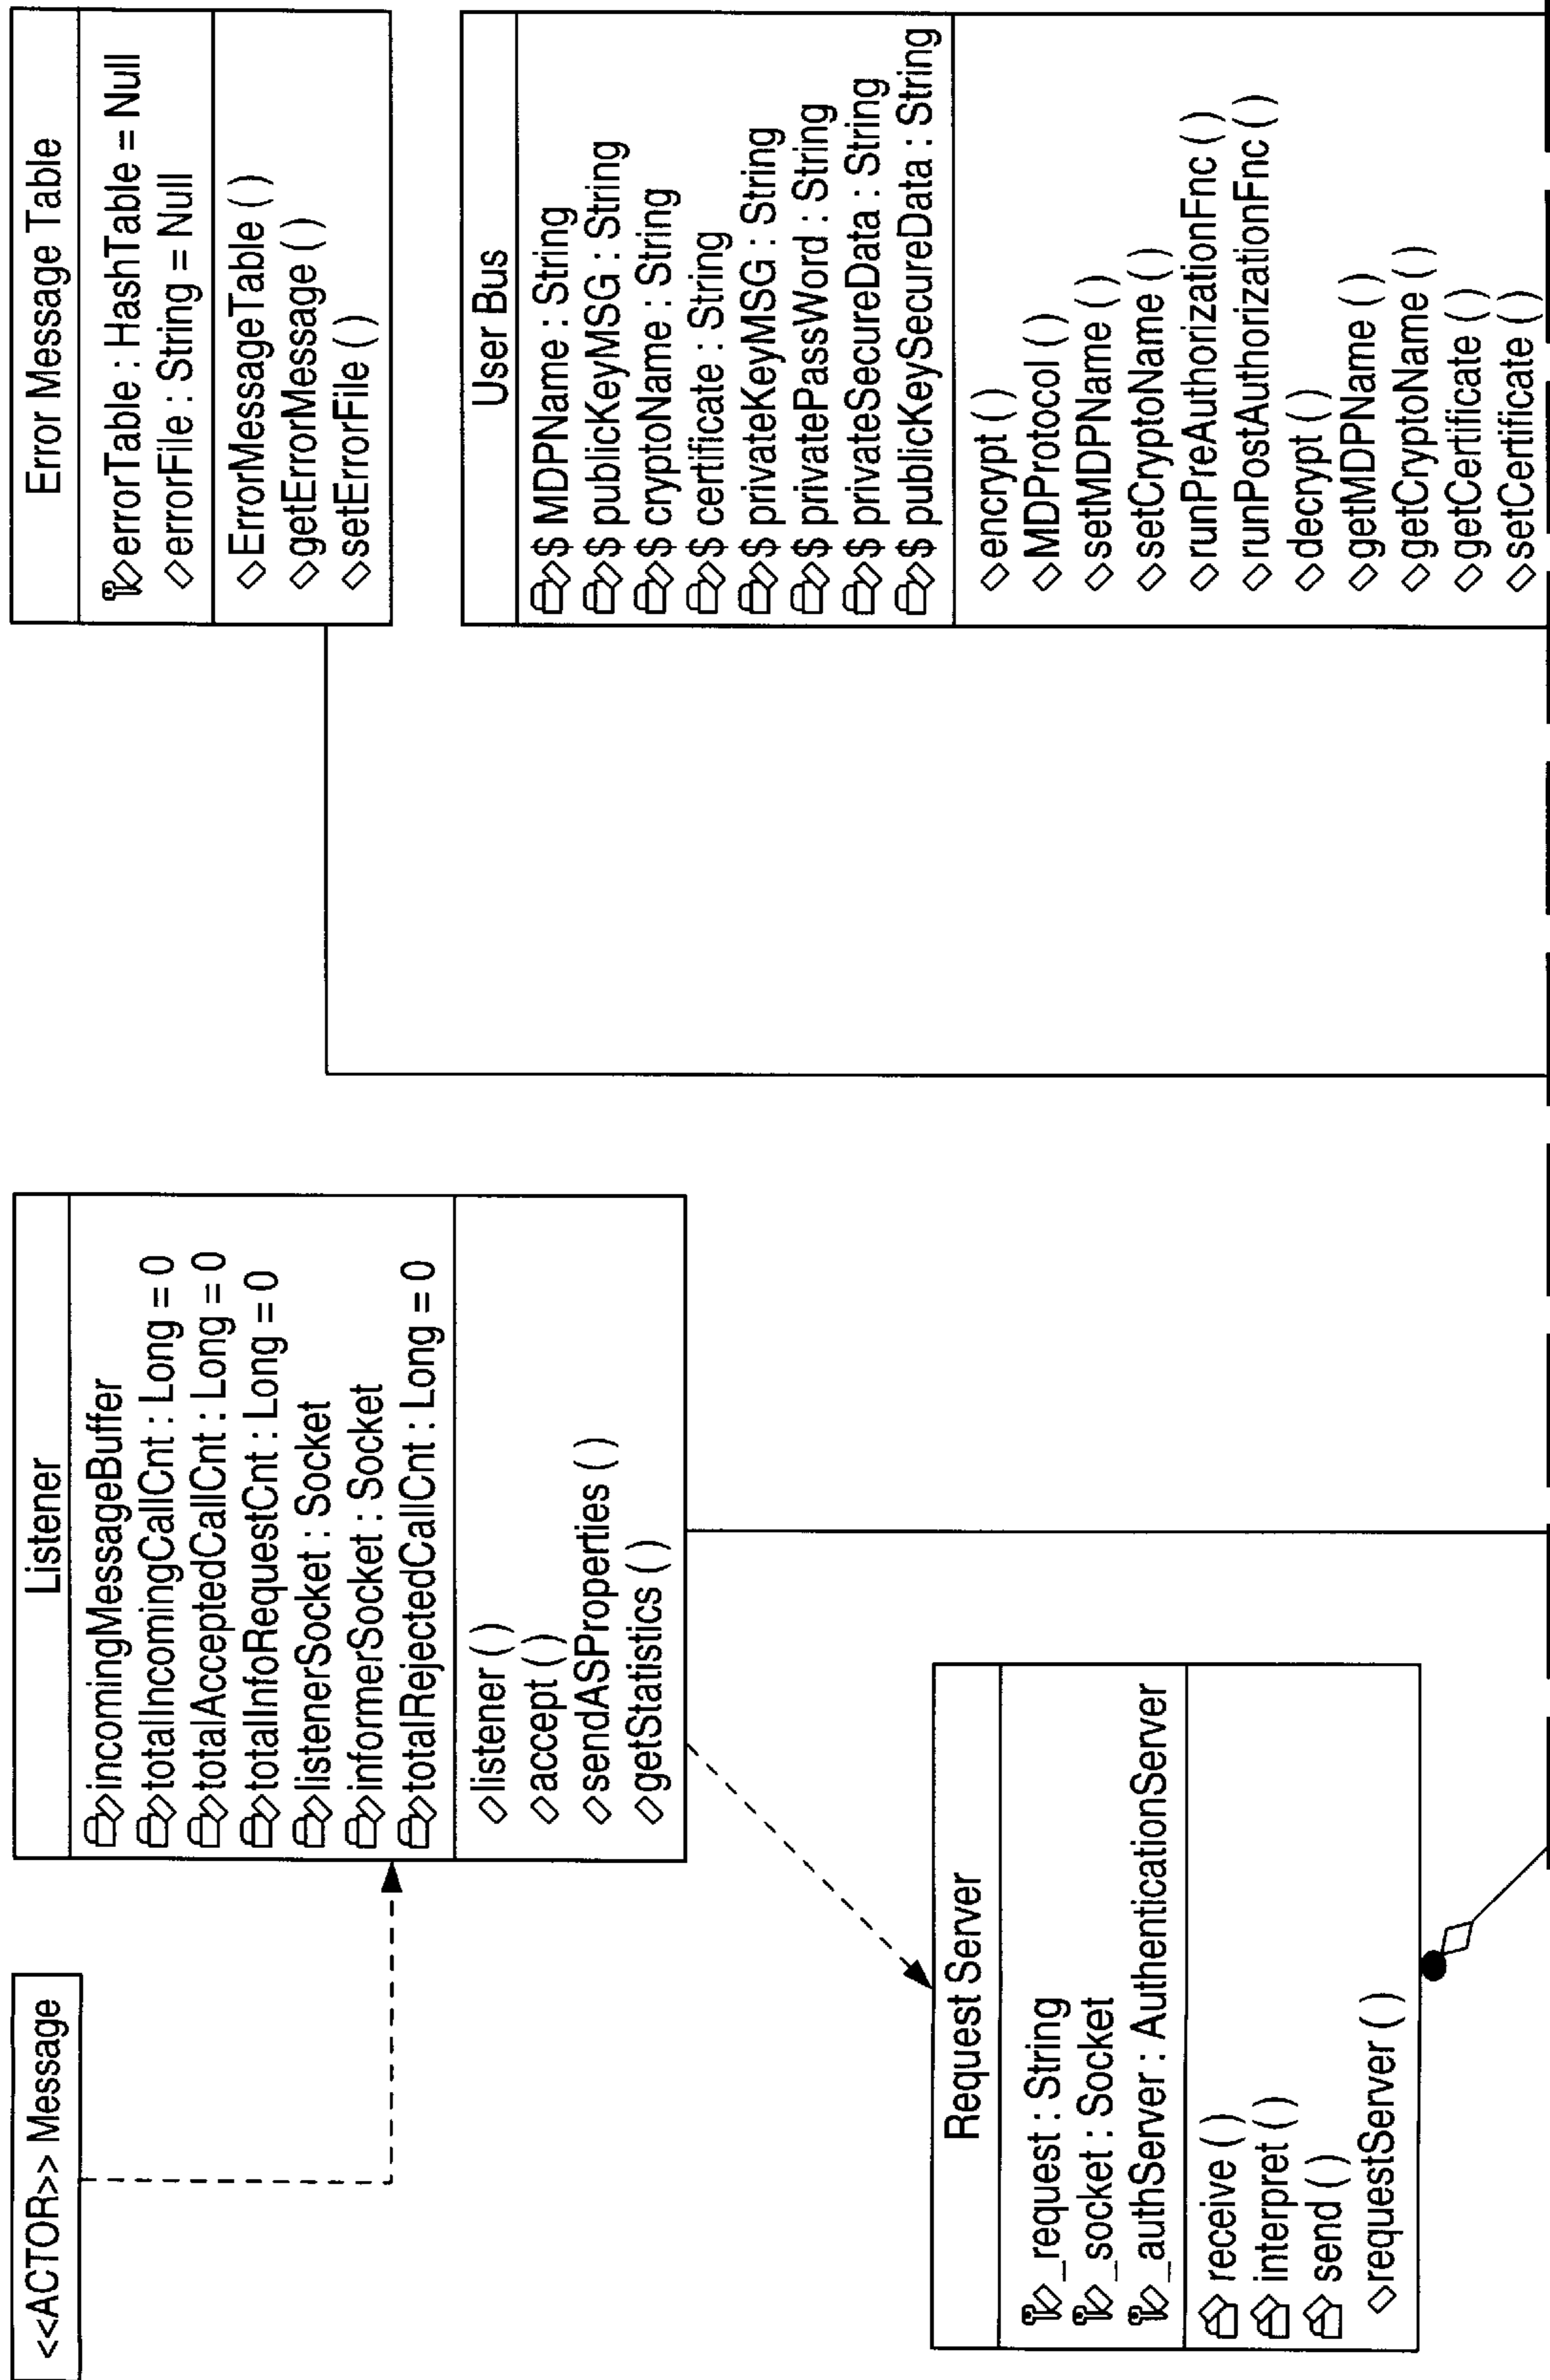 <<ACTOR>> Message
Listener
incomingMessageBuffer
totalIncomingCallCnt : Long = 0
totalAcceptedCallCnt : Long = 0
totalInfoRequestCnt : Long = 0
listenerSocket : Socket
informerSocket : Socket
totalRejectedCallCnt : Long = 0
listener ( )
accept ( )
sendASProperties ( )
getStatistics ( )
Error Message Table
errorTable : HashTable = Null
errorFile : String = Null
ErrorMessageTable ( )
getErrorMessage ( )
setErrorFile ( )
Request Server
_request : String
_socket : Socket
_authServer : AuthenticationServer
receive ( )
interpret ( )
send ( )
requestServer ( )
User Bus
$ MDPName : String
$ publicKeyMSG : String
$ cryptoName : String
$ certificate : String
$ privateKeyMSG : String
$ privatePassWord : String
$ privateSecureData : String
$ publicKeySecureData : String
encrypt ( )
MDProtocol ( )
setMDPName ( )
setCryptoName ( )
runPreAuthorizationFnc ( )
runPostAuthorizationFnc ( )
decrypt ( )
getMDPName ( )
getCryptoName ( )
getCertificate ( )
setCertificate ( )